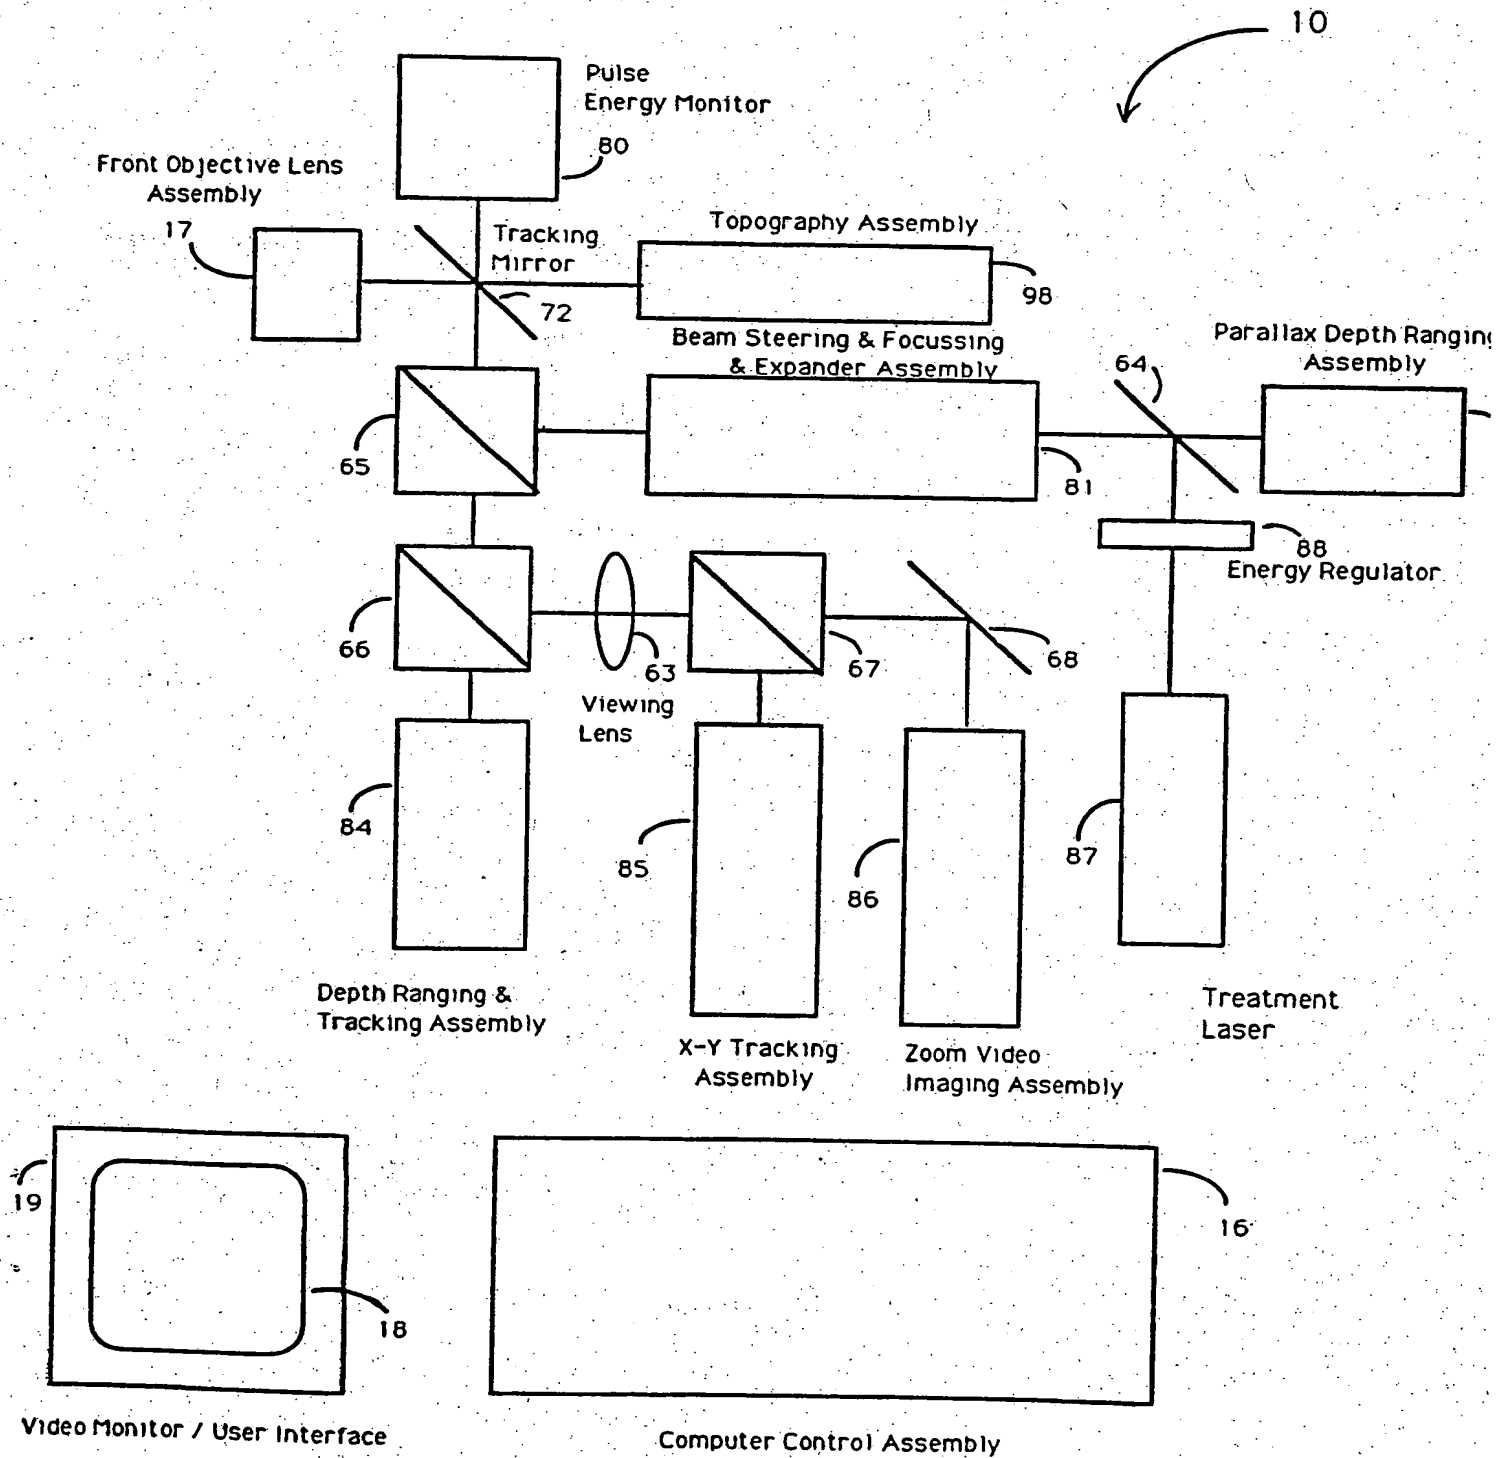 10
Pulse
Energy Monitor
80
Front Objective Lens
Assembly
17
Tracking
Mirror
72
Topography Assembly
98
Beam Steering & Focussing
& Expander Assembly
81
64
Parallax Depth Ranging
Assembly
65
88
Energy Regulator
66
63
Viewing
Lens
67
68
84
85
86
87
Depth Ranging &
Tracking Assembly
X-Y Tracking
Assembly
Zoom Video
Imaging Assembly
Treatment
Laser
19
18
16
Video Monitor / User Interface
Computer Control Assembly